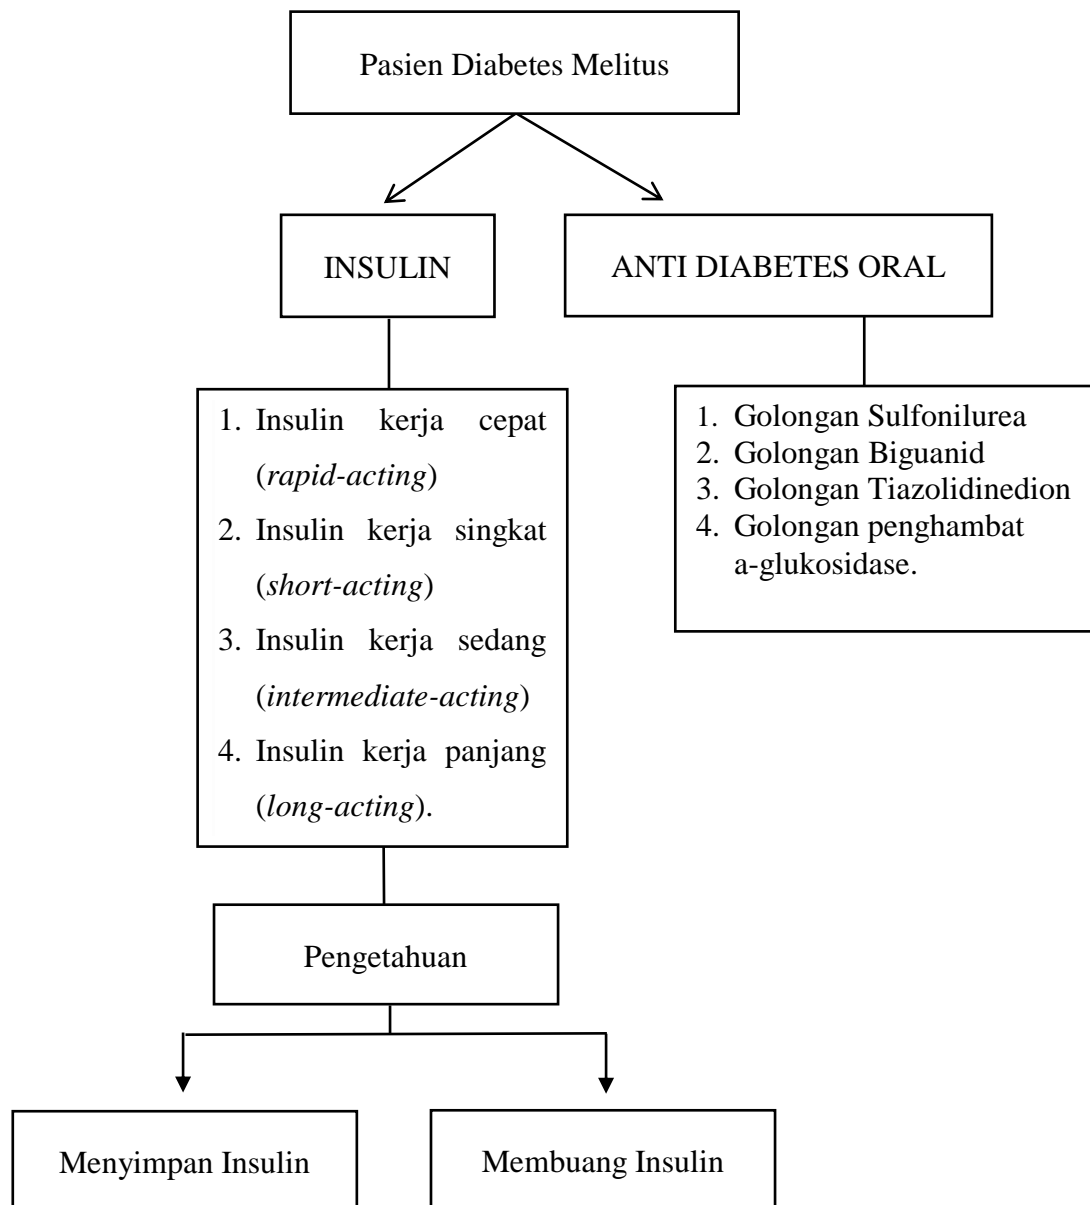 Pasien Diabetes Melitus
INSULIN
ANTI DIABETES ORAL
1. Insulin kerja cepat
(rapid-acting)
2. Insulin kerja singkat
(short-acting)
3. Insulin kerja sedang
(intermediate-acting)
4. Insulin kerja panjang
(long-acting).
1. Golongan Sulfonilurea
2. Golongan Biguanid
3. Golongan Tiazolidinedion
4. Golongan penghambat
a-glukosidase.
Pengetahuan
Menyimpan Insulin
Membuang Insulin